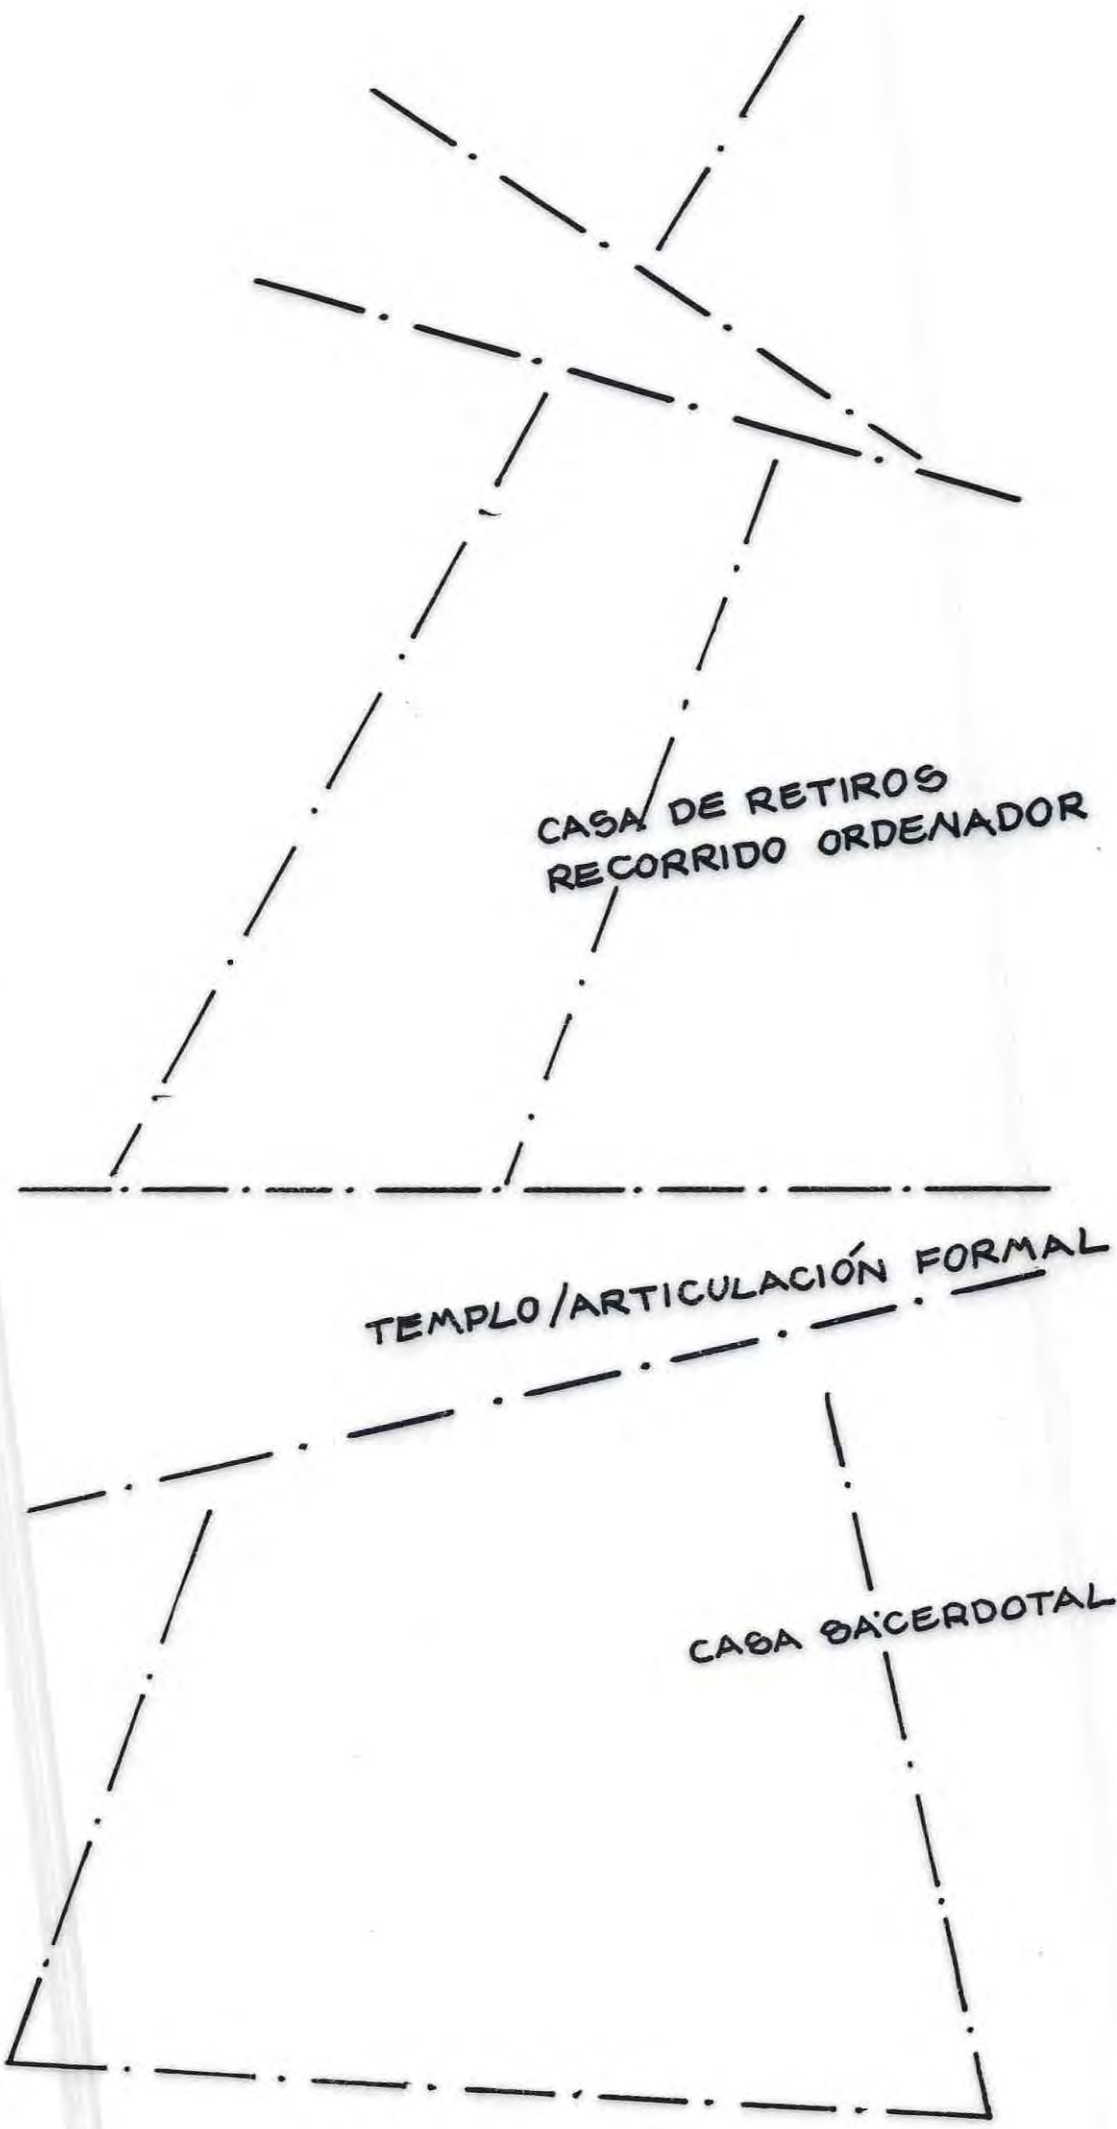 CASA DE RETIROS
RECORRIDO ORDENADOR
TEMPLO/ARTICULACIÓN FORMAL
CASA SACERDOTAL